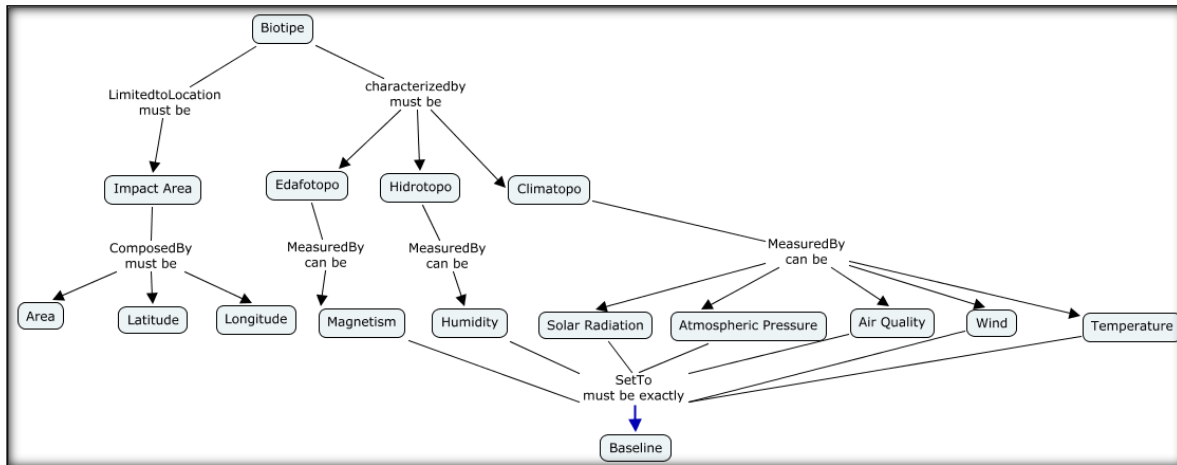 Biotipe
LimitedtoLocation
must be
characterizedby
must be
Impact Area
Edafotopo
Hidrotopo
Climatopo
ComposedBy
must be
MeasuredBy
can be
MeasuredBy
can be
MeasuredBy
can be
Area
Latitude
Longitude
Magnetism
Humidity
Solar Radiation
Atmospheric Pressure
Air Quality
Wind
Temperature
SetTo
must be exactly
Baseline